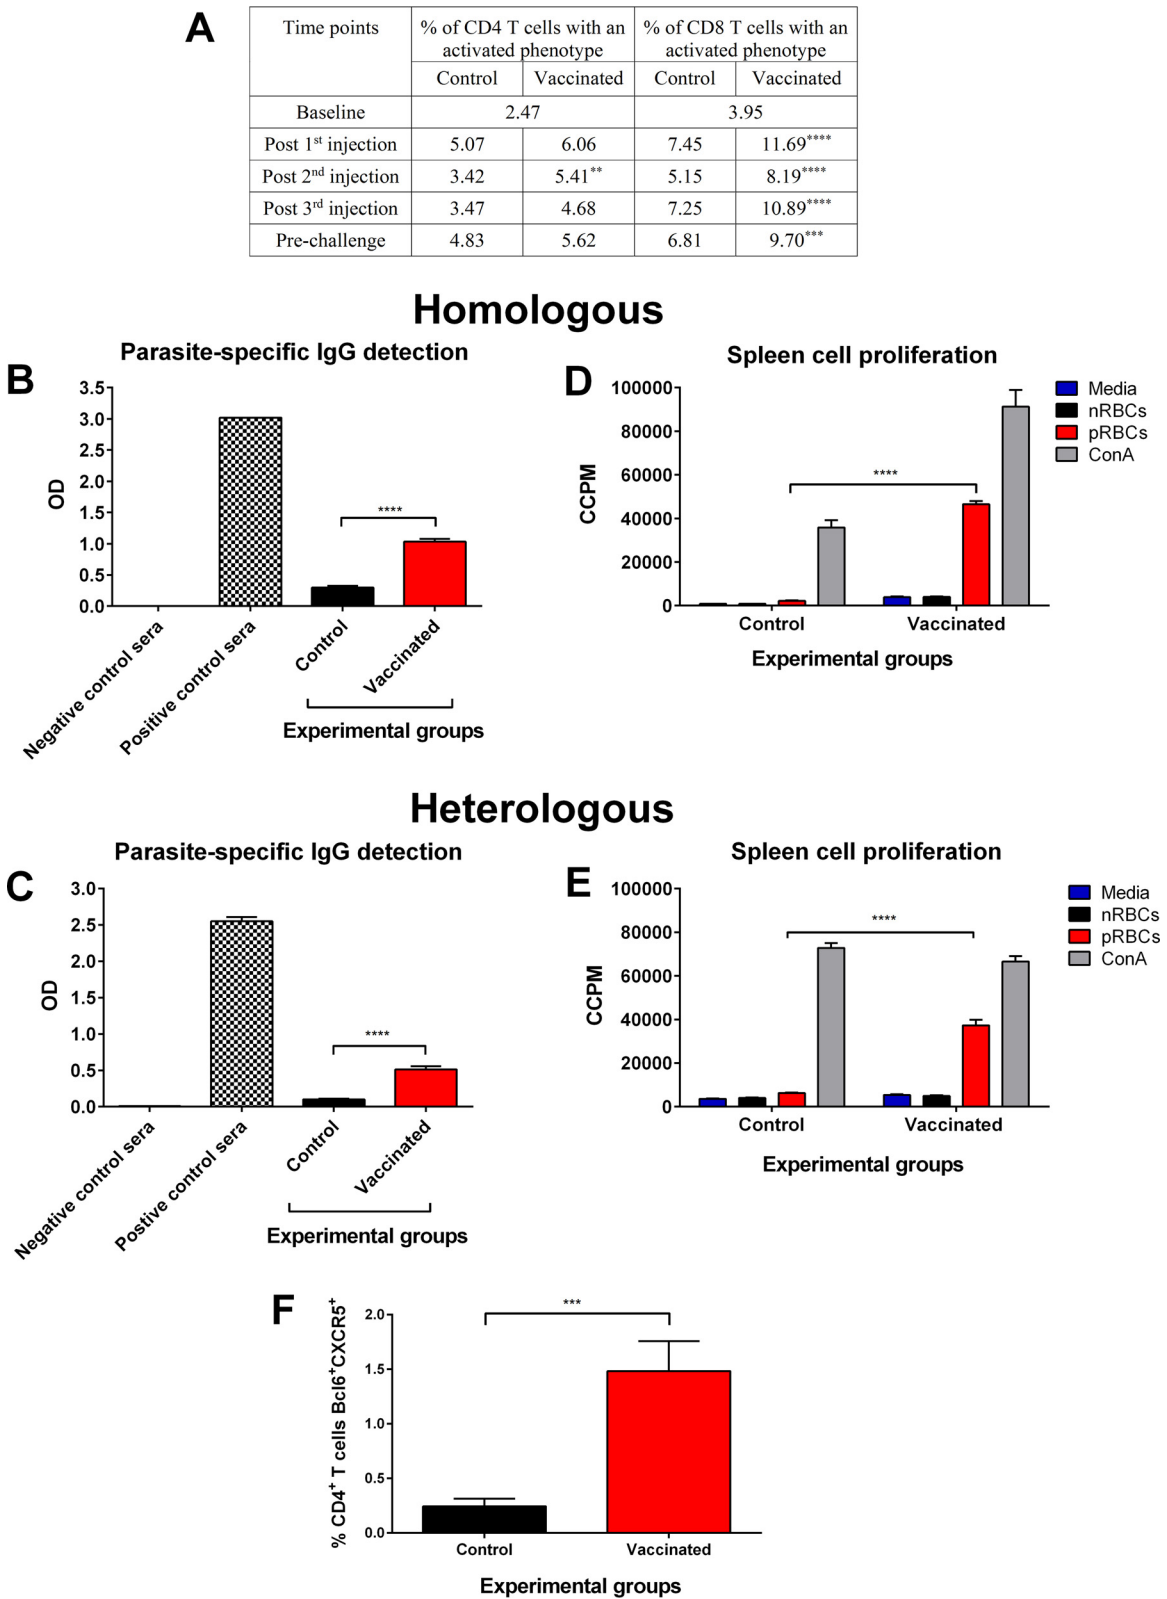 A
Time points
% of CD4 T cells with an activated phenotype
% of CD8 T cells with an activated phenotype
Control Vaccinated Control Vaccinated
Baseline 2.47 3.95
Post 1st injection 5.07 6.06 7.45 11.69****
Post 2nd injection 3.42 5.41** 5.15 8.19****
Post 3rd injection 3.47 4.68 7.25 10.89****
Pre-challenge 4.83 5.62 6.81 9.70***
Homologous
B
Parasite-specific IgG detection
OD
3.5
3.0
2.5
2.0
1.5
1.0
0.5
0.0
****
Negative control sera
Positive control sera
Control
Vaccinated
Experimental groups
D
Spleen cell proliferation
CCPM
100000
80000
60000
40000
20000
0
****
Media
nRBCs
pRBCs
ConA
Control
Vaccinated
Experimental groups
Heterologous
C
Parasite-specific IgG detection
OD
3.0
2.5
2.0
1.5
1.0
0.5
0.0
****
Negative control sera
Postive control sera
Control
Vaccinated
Experimental groups
E
Spleen cell proliferation
CCPM
100000
80000
60000
40000
20000
0
****
Media
nRBCs
pRBCs
ConA
Control
Vaccinated
Experimental groups
F
% CD4+ T cells Bcl6+CXCR5+
2.0
1.5
1.0
0.5
0.0
***
Control
Vaccinated
Experimental groups